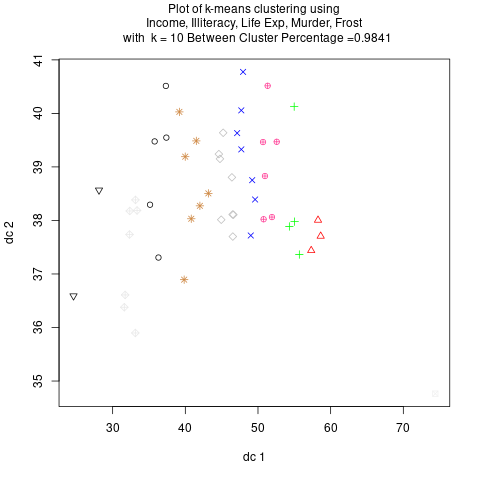 Plot of k-means clustering using
Income, Illiteracy, Life Exp, Murder, Frost
with k = 10 Between Cluster Percentage =0.9841
41
40
39
38
37
36
35
dc 2
30 40 50 60 70
dc 1